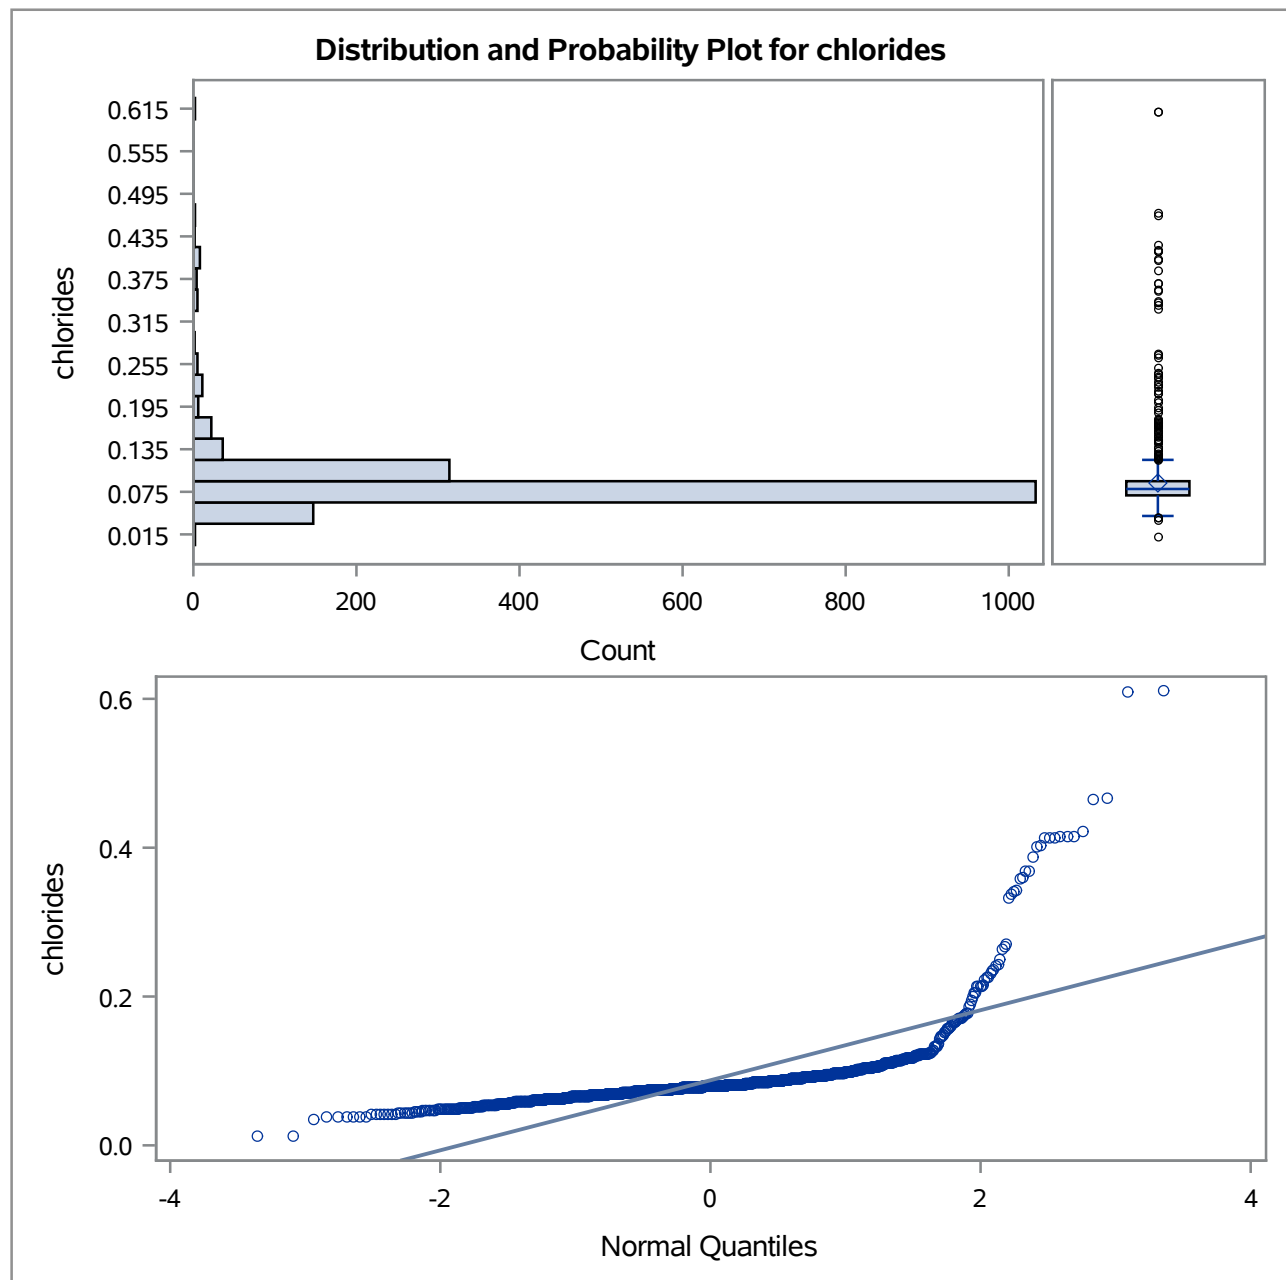 Distribution and Probability Plot for chlorides
0.615
0.555
0.495
0.435
0.375
0.315
0.255
0.195
0.135
0.075
0.015
chlorides
0 200 400 600 800 1000
Count
0.6
0.4
0.2
0.0
chlorides
-4 -2 0 2 4
Normal Quantiles